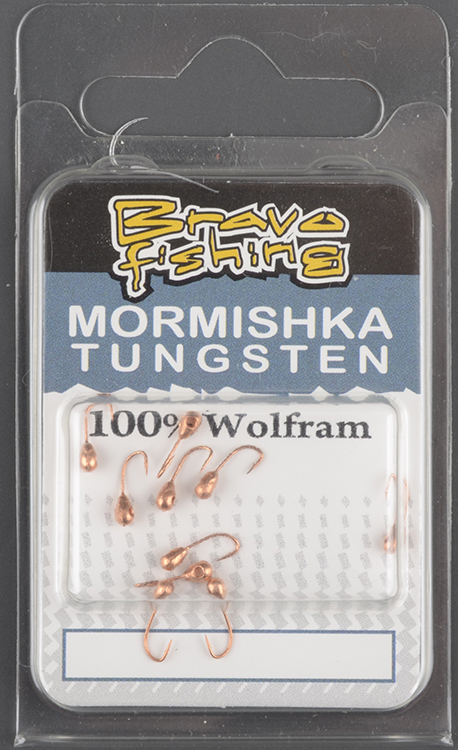 Bravo
fishing
MORMISHKA
TUNGSTEN
100% Wolfram